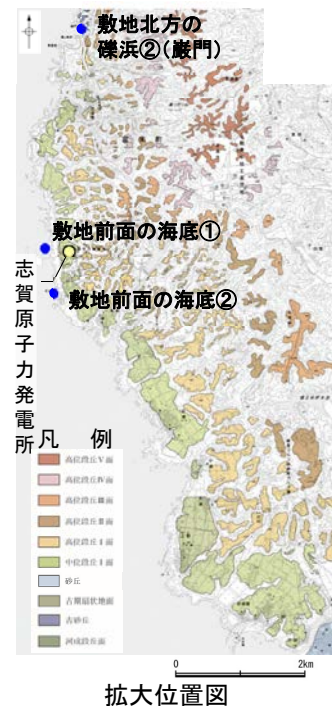 敷地北方の
礫浜②(巌門)
敷地前面の海底①
敷地前面の海底②
志賀原子力発電所
凡 例
高位段丘Ⅴ面
高位段丘Ⅳ面
高位段丘Ⅲ面
高位段丘Ⅱ面
高位段丘Ⅰ面
中位段丘Ⅰ面
砂丘
古期扇状地面
古砂丘
河成段丘面
0 2km
拡大位置図